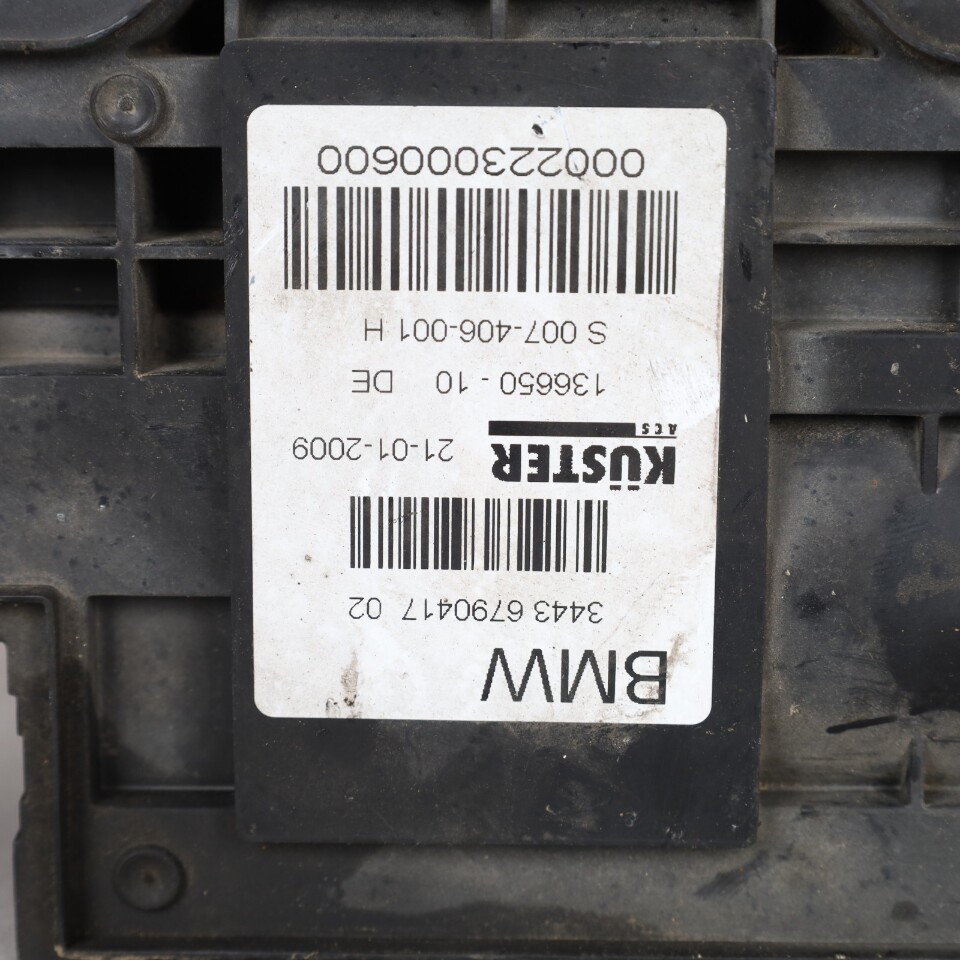 BMW
3443 6790417 02
KÜSTER 21-01-2009
ACS
136650 - 10 DE
S 007-406-001 H
000223000600